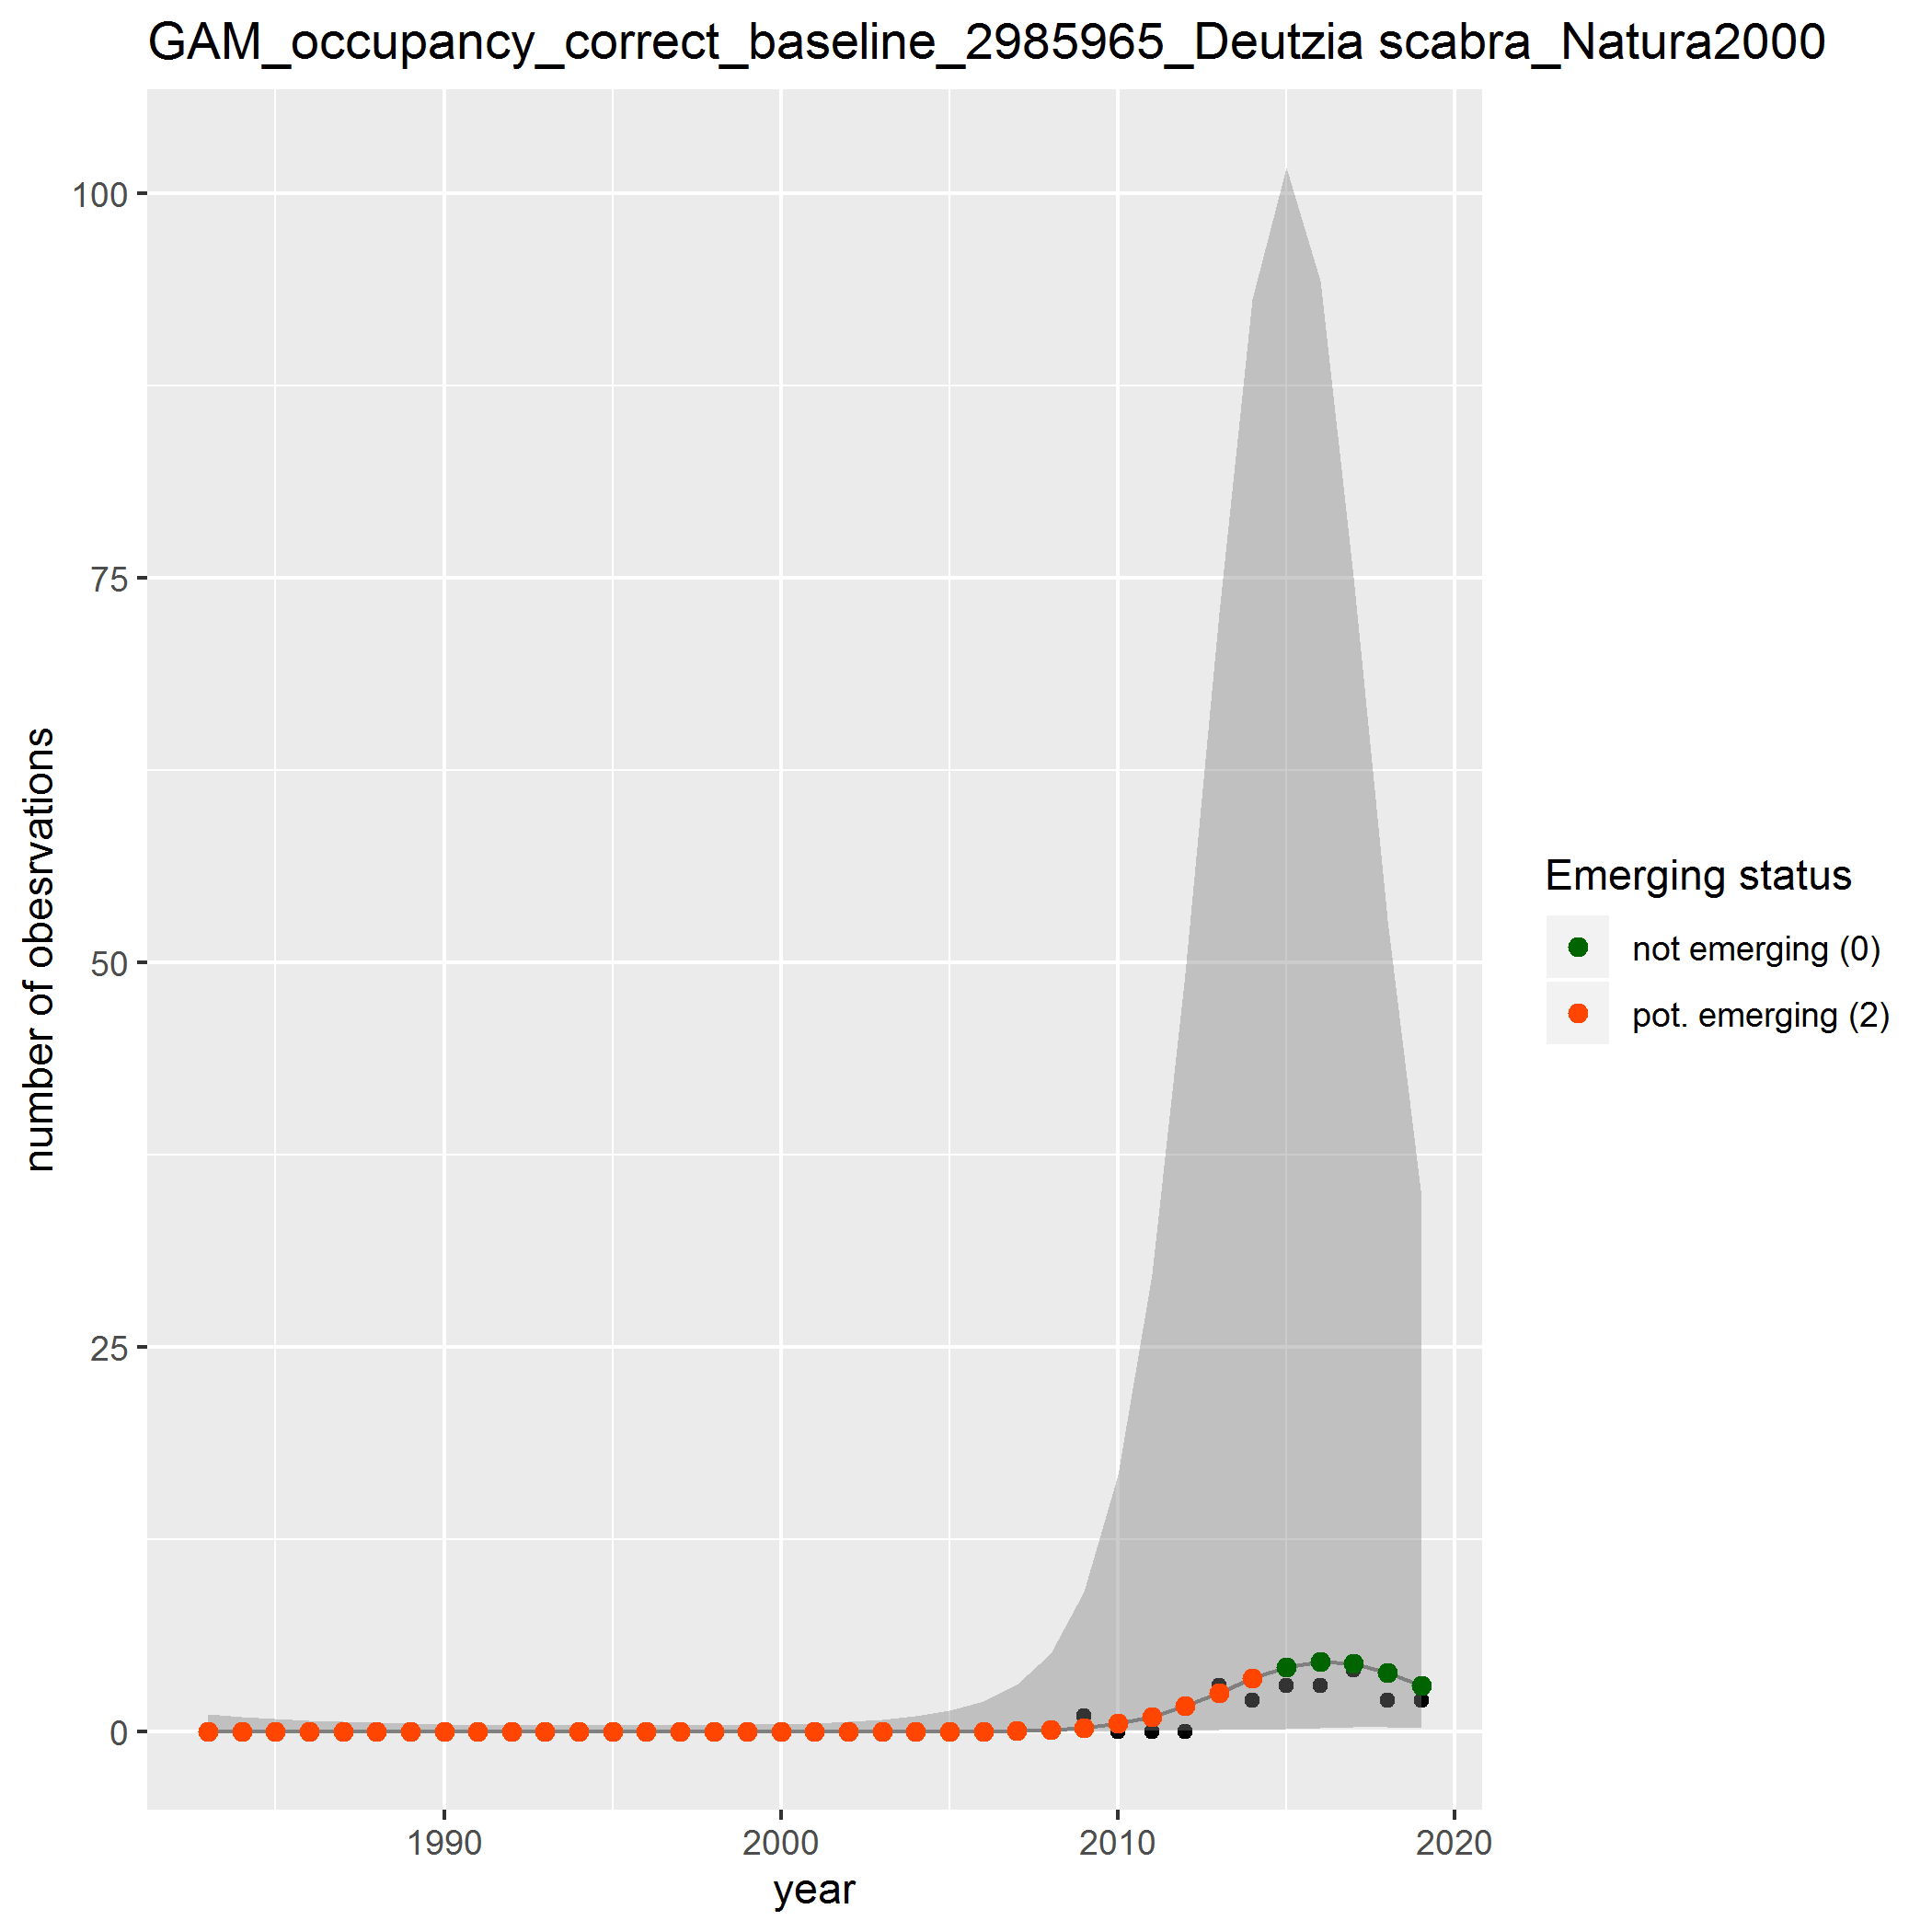 GAM_occupancy_correct_baseline_2985965_Deutzia scabra_Natura2000
100
75
50
25
0
number of obesrvations
1990
2000
2010
2020
year
Emerging status
not emerging (0)
pot. emerging (2)